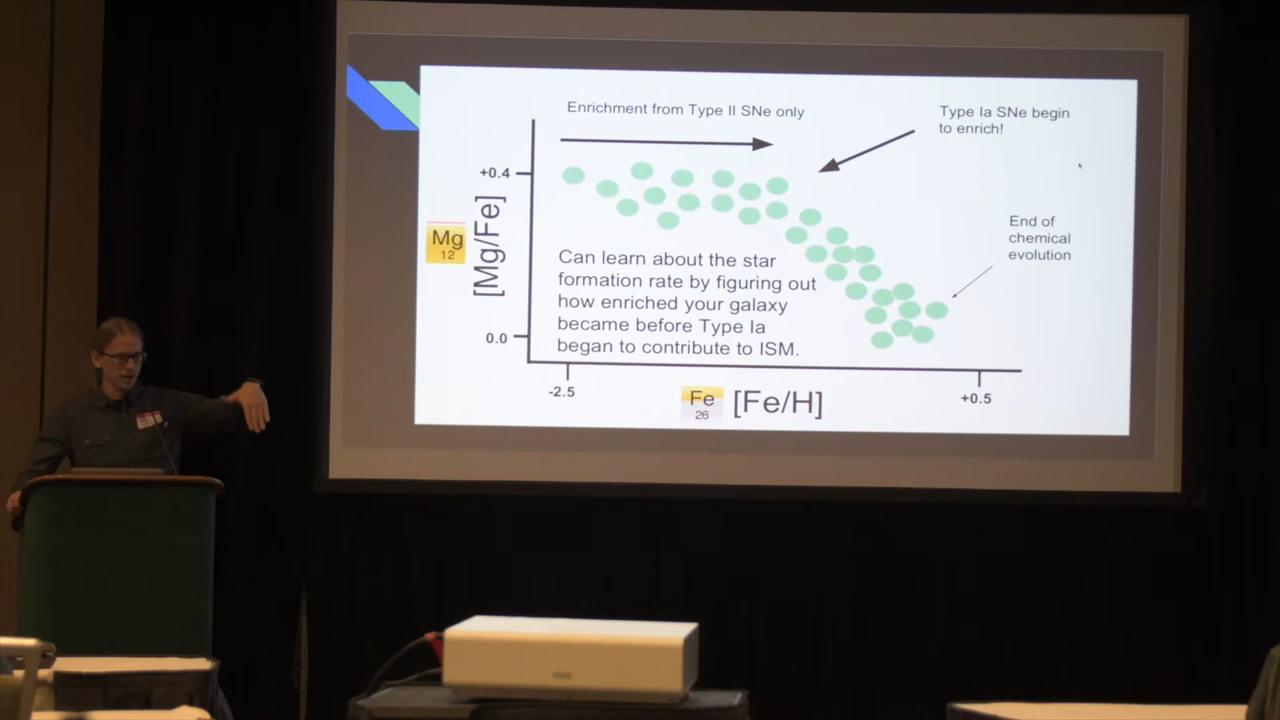 Enrichment from Type II SNe only
Type Ia SNe begin
to enrich!
+0.4
[Mg/Fe]
Mg
12
End of
chemical
evolution
Can learn about the star
formation rate by figuring out
how enriched your galaxy
became before Type Ia
began to contribute to ISM.
0.0
-2.5
Fe
26
[Fe/H]
+0.5